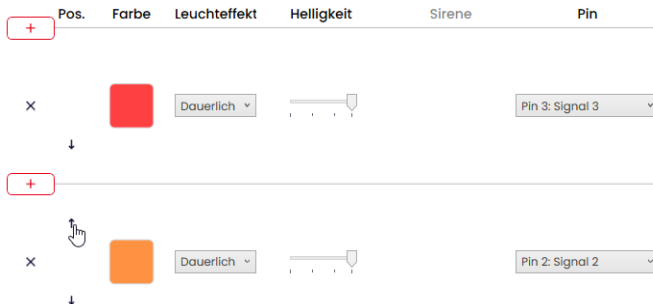 Pos. Farbe Leuchteffekt Helligkeit Sirene Pin
+
× Dauerlich Pin 3: Signal 3
↓
+
↑
× Dauerlich Pin 2: Signal 2
↓